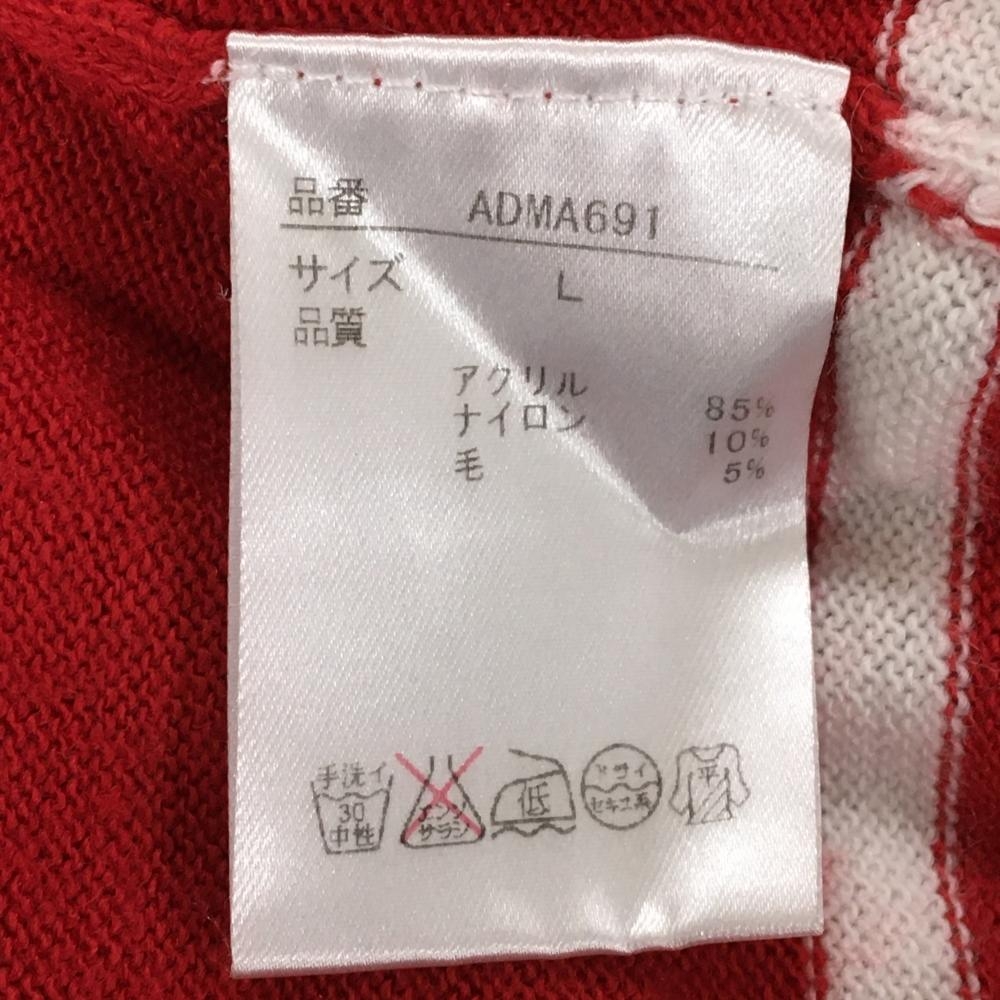 品番 ADMA691
サイズ L
品質
アクリル 85%
ナイロン 10%
毛 5%
手洗イ 30 中性
エンソ サラシ
低
ドライ セキユ系
平